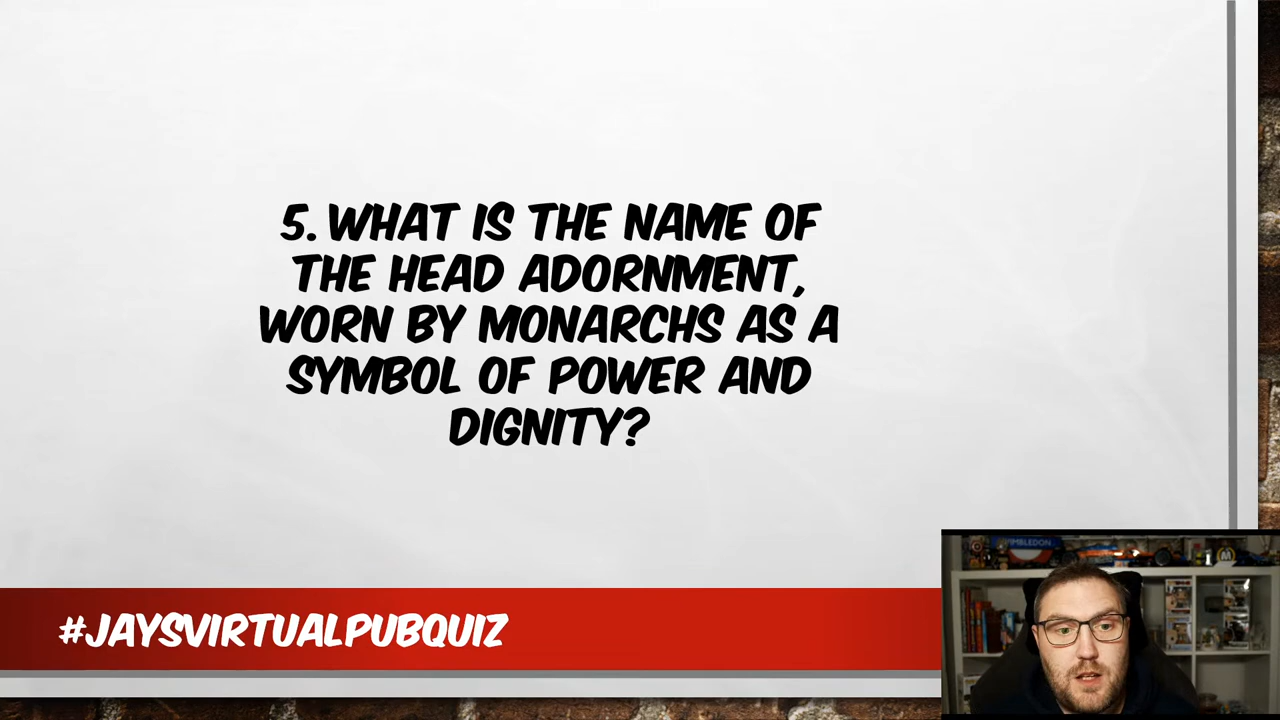 5. WHAT IS THE NAME OF
THE HEAD ADORNMENT,
WORN BY MONARCHS AS A
SYMBOL OF POWER AND
DIGNITY?
#JAYSVIRTUALPUBQUIZ
IMBLEDON